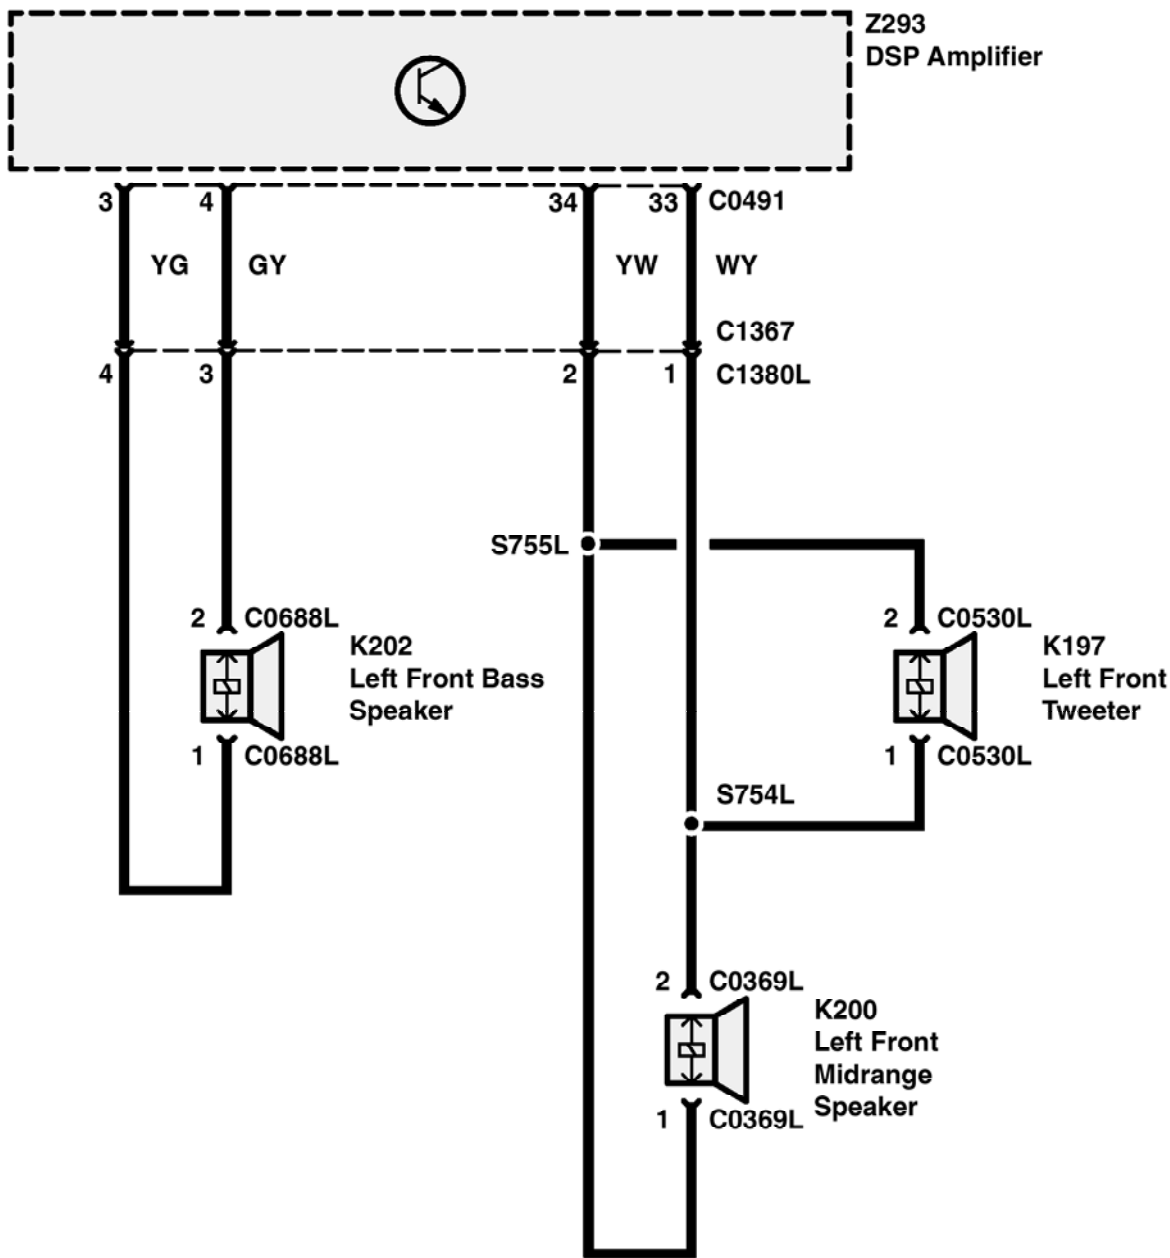 Z293
DSP Amplifier
3 4 34 33 C0491
YG GY YW WY
C1367
4 3 2 1 C1380L
S755L
2 C0688L
K202
Left Front Bass
Speaker
1 C0688L
2 C0530L
K197
Left Front
Tweeter
1 C0530L
S754L
2 C0369L
K200
Left Front
Midrange
Speaker
1 C0369L